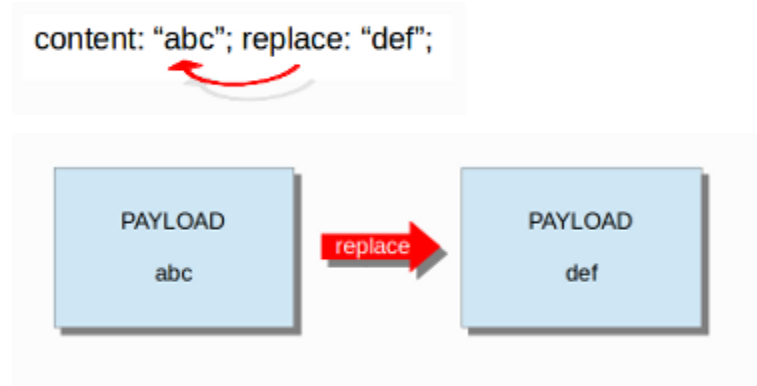 content: “abc”; replace: “def”;
PAYLOAD
abc
replace
PAYLOAD
def